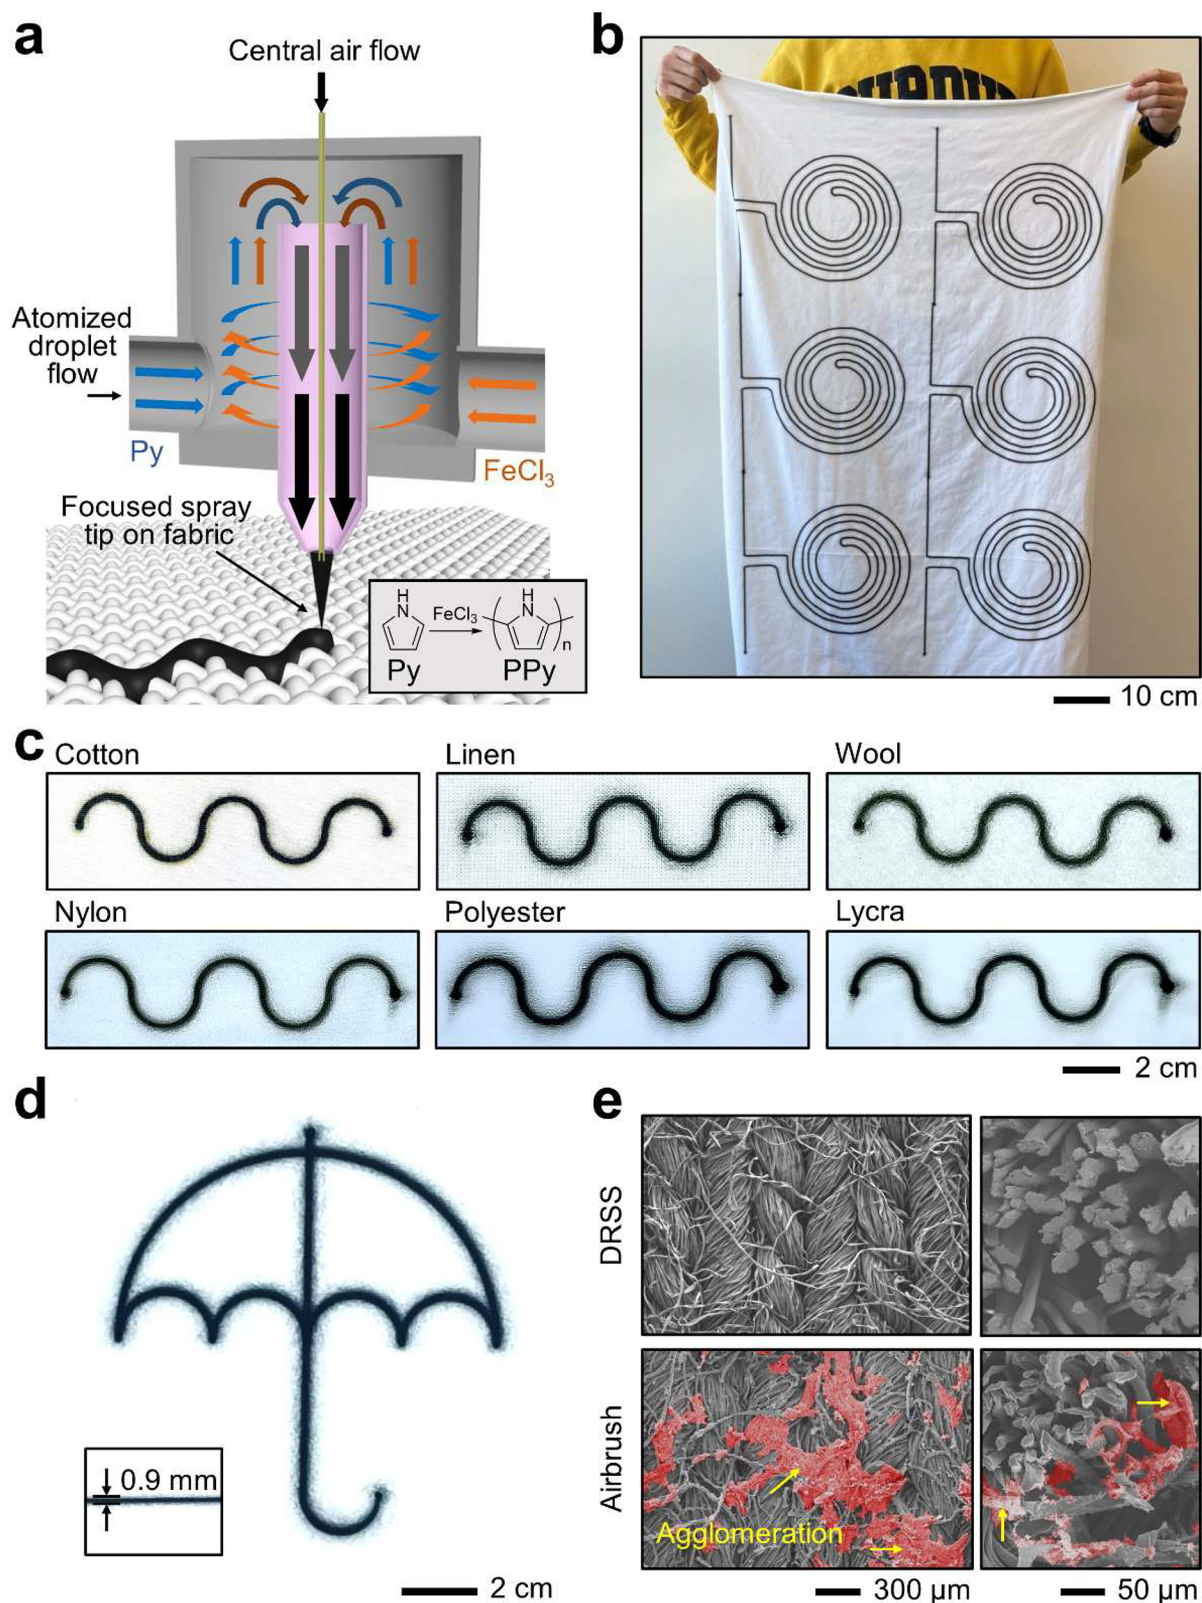 a
Central air flow
Atomized
droplet
flow
Py
FeCl₃
Focused spray
tip on fabric
H
N
FeCl₃
H
N
n
Py
PPy
b
10 cm
c
Cotton
Linen
Wool
Nylon
Polyester
Lycra
2 cm
d
0.9 mm
2 cm
e
DRSS
Airbrush
Agglomeration
300 µm
50 µm